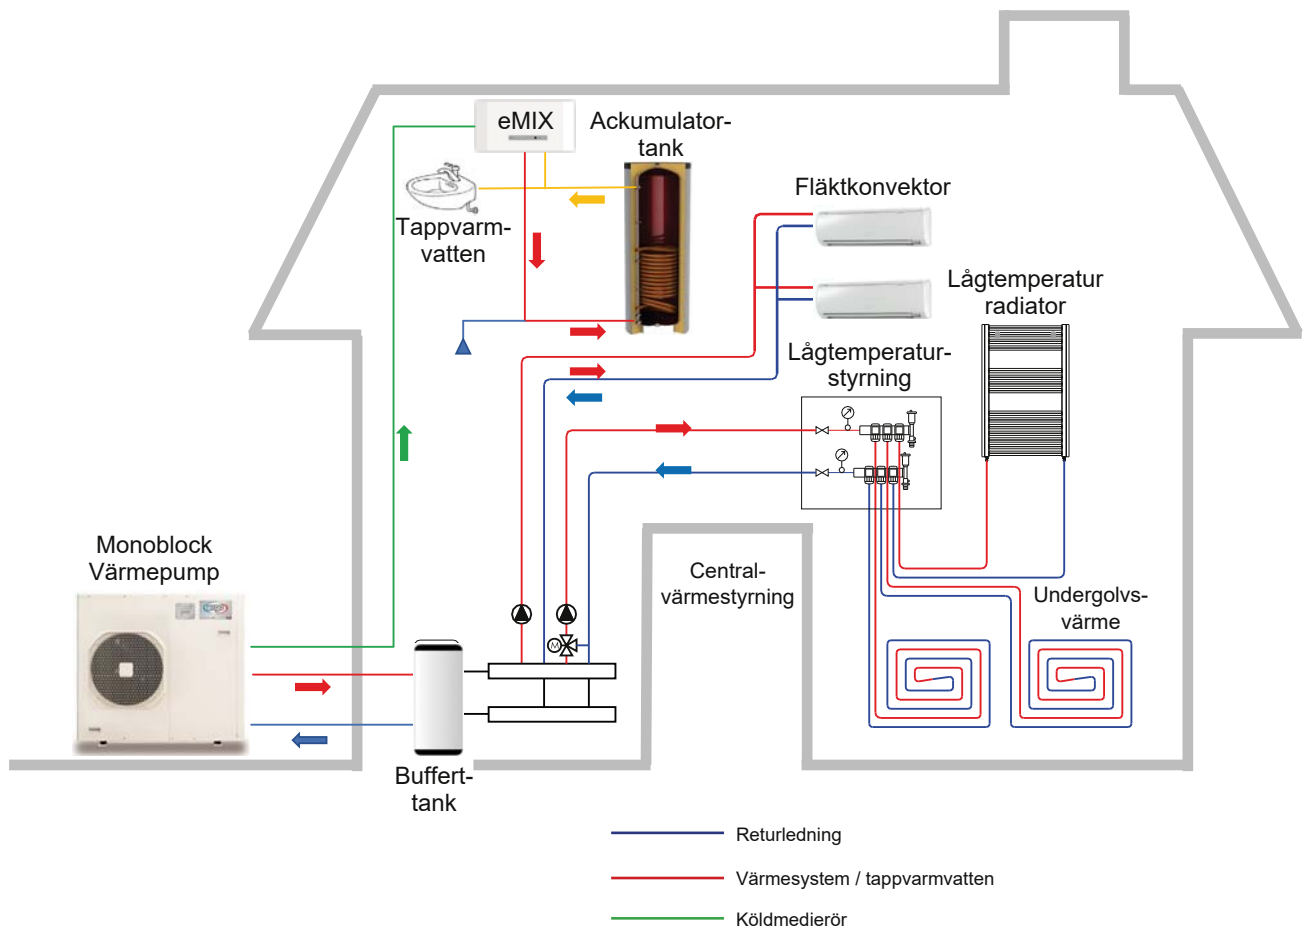 eMIX
Ackumulator-
tank
Tappvarm-
vatten
Fläktkonvektor
Lågtemperatur
radiator
Lågtemperatur-
styrning
Monoblock
Värmepump
Central-
värmestyrning
Undergolvs-
värme
M
Buffert-
tank
Returledning
Värmesystem / tappvarmvatten
Köldmedierör